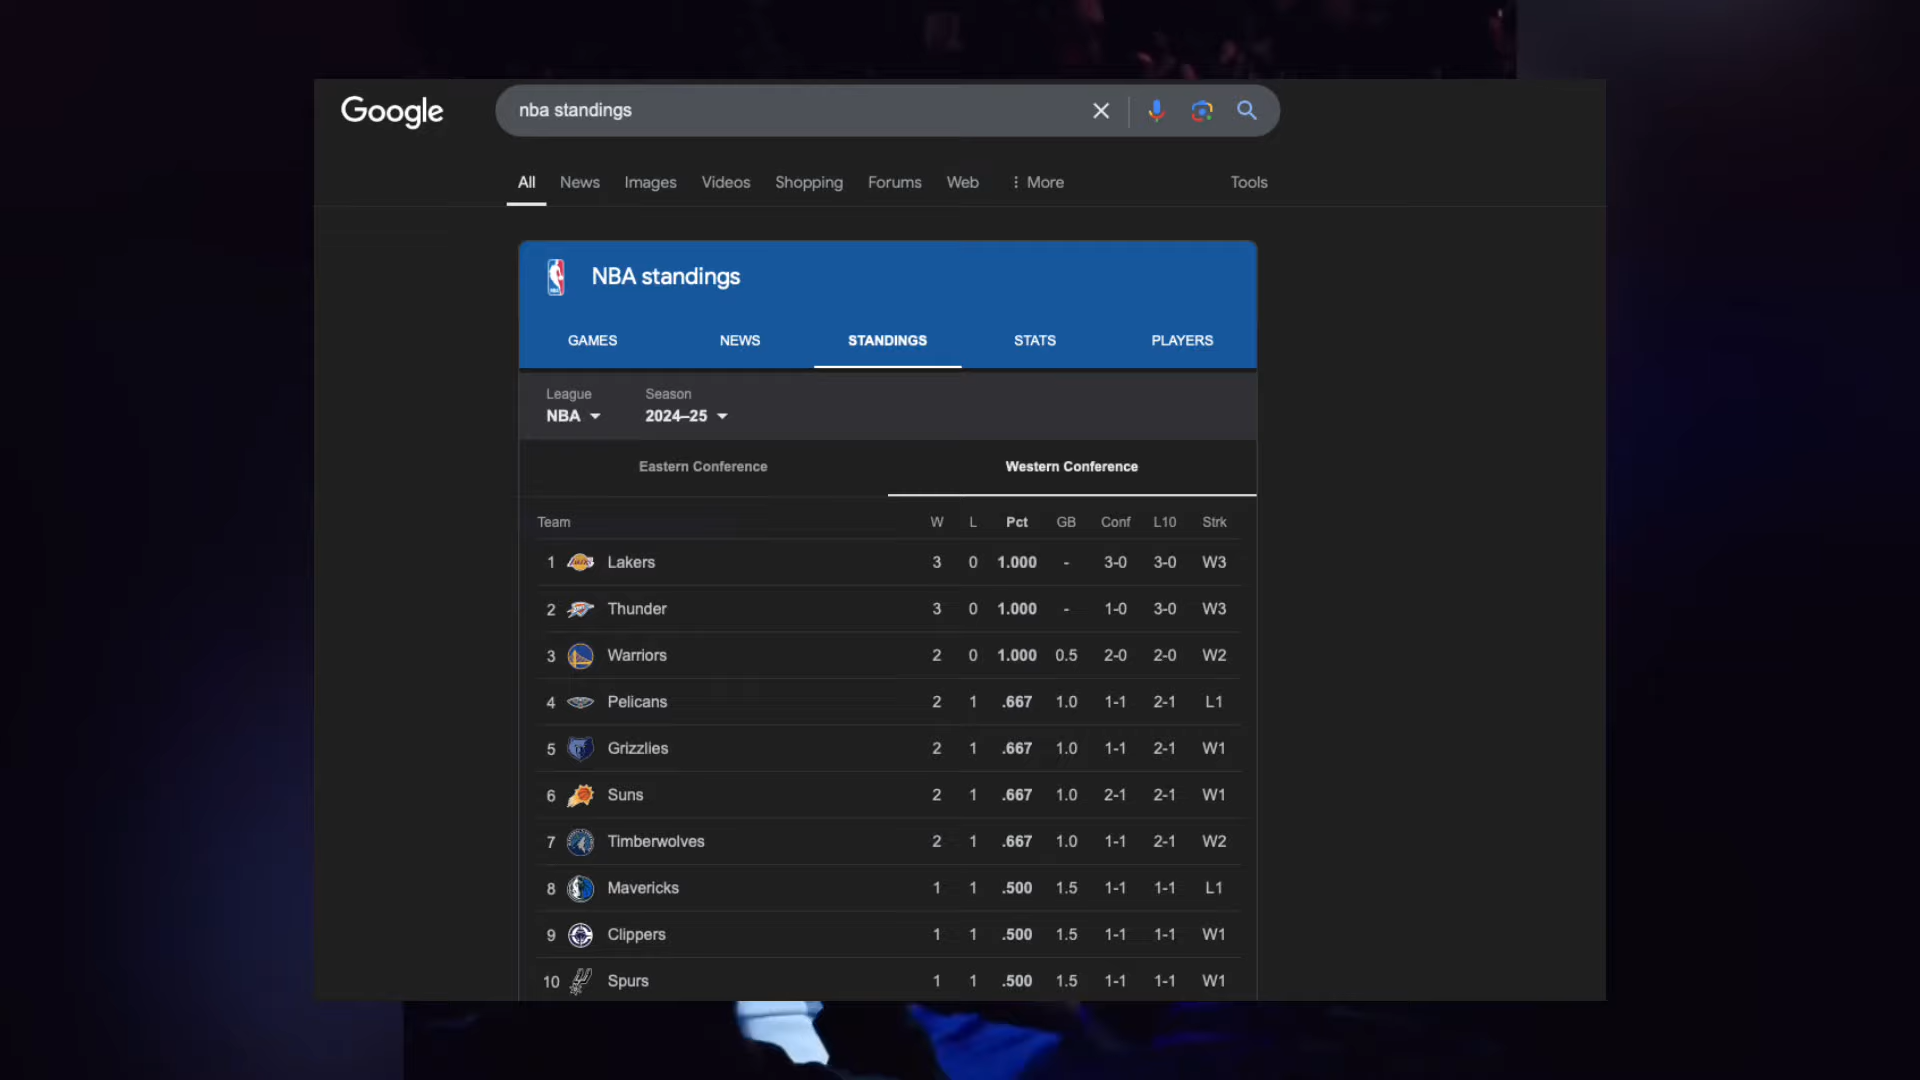 Google
nba standings
All News Images Videos Shopping Forums Web More Tools
NBA standings
GAMES NEWS STANDINGS STATS PLAYERS
League Season
NBA 2024–25
Eastern Conference Western Conference
Team W L Pct GB Conf L10 Strk
1 Lakers 3 0 1.000 - 3-0 3-0 W3
2 Thunder 3 0 1.000 - 1-0 3-0 W3
3 Warriors 2 0 1.000 0.5 2-0 2-0 W2
4 Pelicans 2 1 .667 1.0 1-1 2-1 L1
5 Grizzlies 2 1 .667 1.0 1-1 2-1 W1
6 Suns 2 1 .667 1.0 2-1 2-1 W1
7 Timberwolves 2 1 .667 1.0 1-1 2-1 W2
8 Mavericks 1 1 .500 1.5 1-1 1-1 L1
9 Clippers 1 1 .500 1.5 1-1 1-1 W1
10 Spurs 1 1 .500 1.5 1-1 1-1 W1